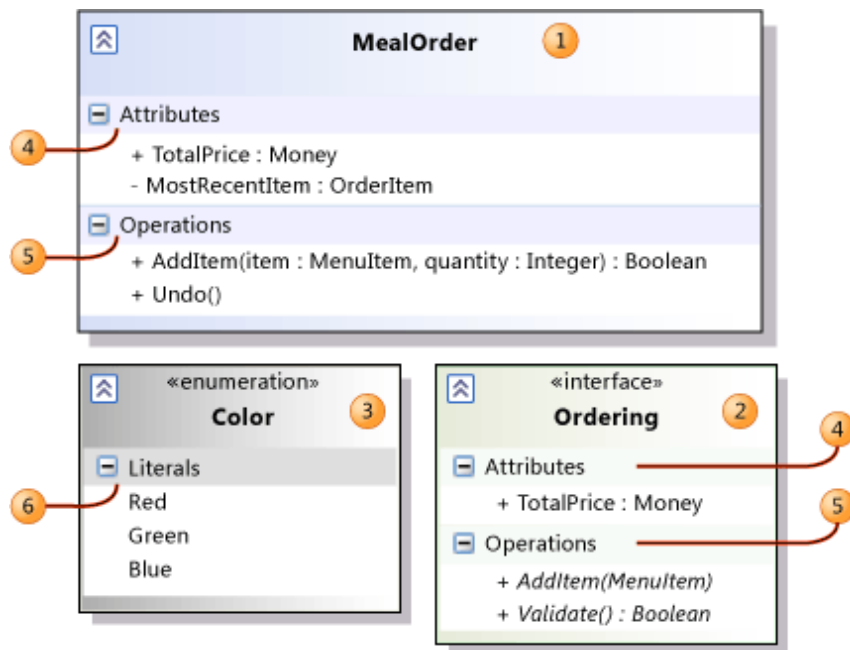 MealOrder 1
Attributes
4
+ TotalPrice : Money
- MostRecentItem : OrderItem
Operations
5
+ AddItem(item : MenuItem, quantity : Integer) : Boolean
+ Undo()
«enumeration»
Color 3
Literals
6
Red
Green
Blue
«interface»
Ordering 2
4
Attributes
+ TotalPrice : Money
5
Operations
+ AddItem(MenuItem)
+ Validate() : Boolean